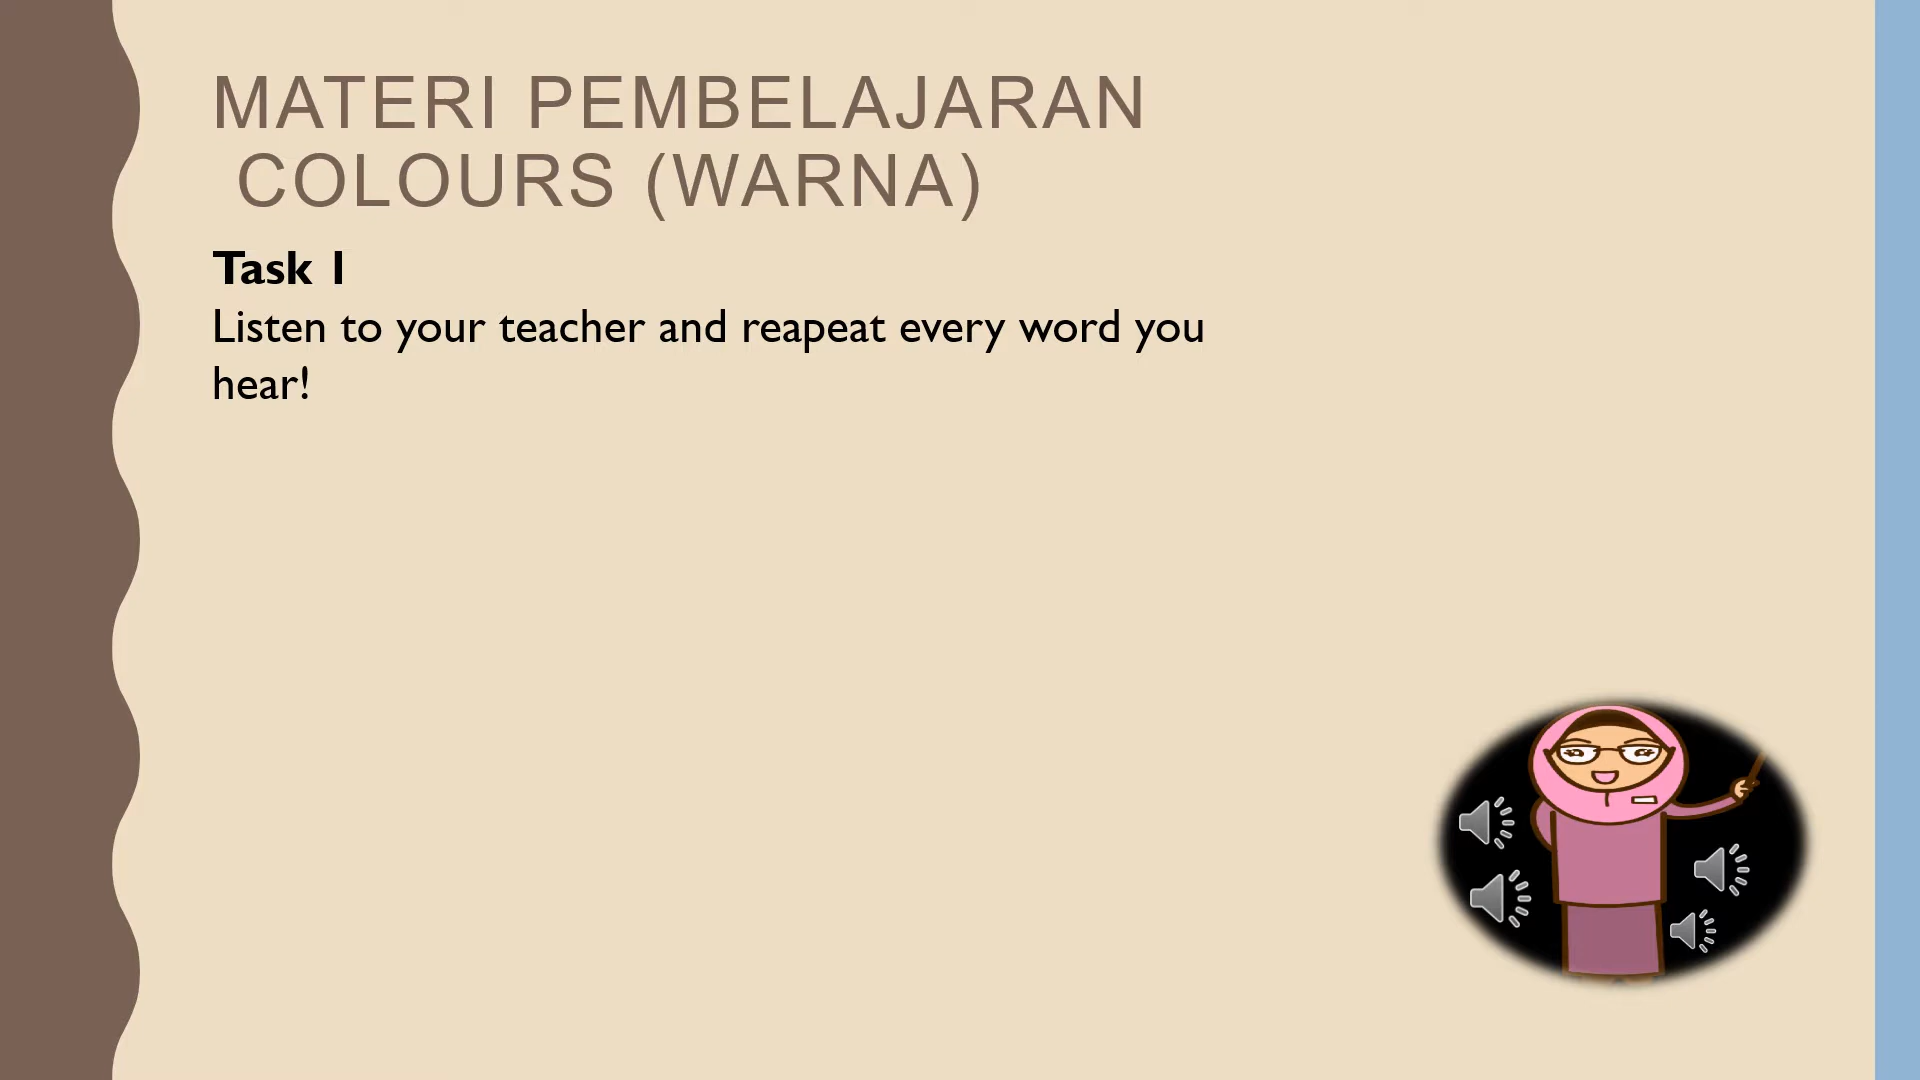 MATERI PEMBELAJARAN
COLOURS (WARNA)
Task 1
Listen to your teacher and reapeat every word you
hear!